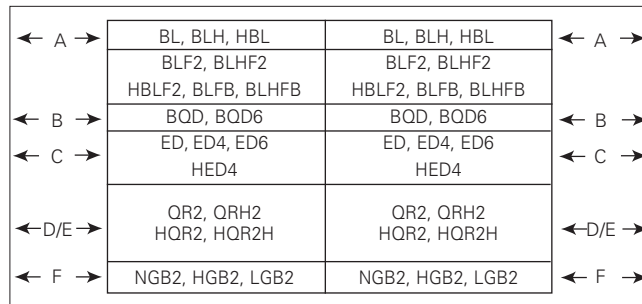 A BL, BLH, HBL BL, BLH, HBL A
BLF2, BLHF2 BLF2, BLHF2
HBLF2, BLFB, BLHFB HBLF2, BLFB, BLHFB
B BQD, BQD6 BQD, BQD6 B
ED, ED4, ED6 ED, ED4, ED6
C C
HED4 HED4
QR2, QRH2 QR2, QRH2
D/E HQR2, HQR2H HQR2, HQR2H D/E
F NGB2, HGB2, LGB2 NGB2, HGB2, LGB2 F